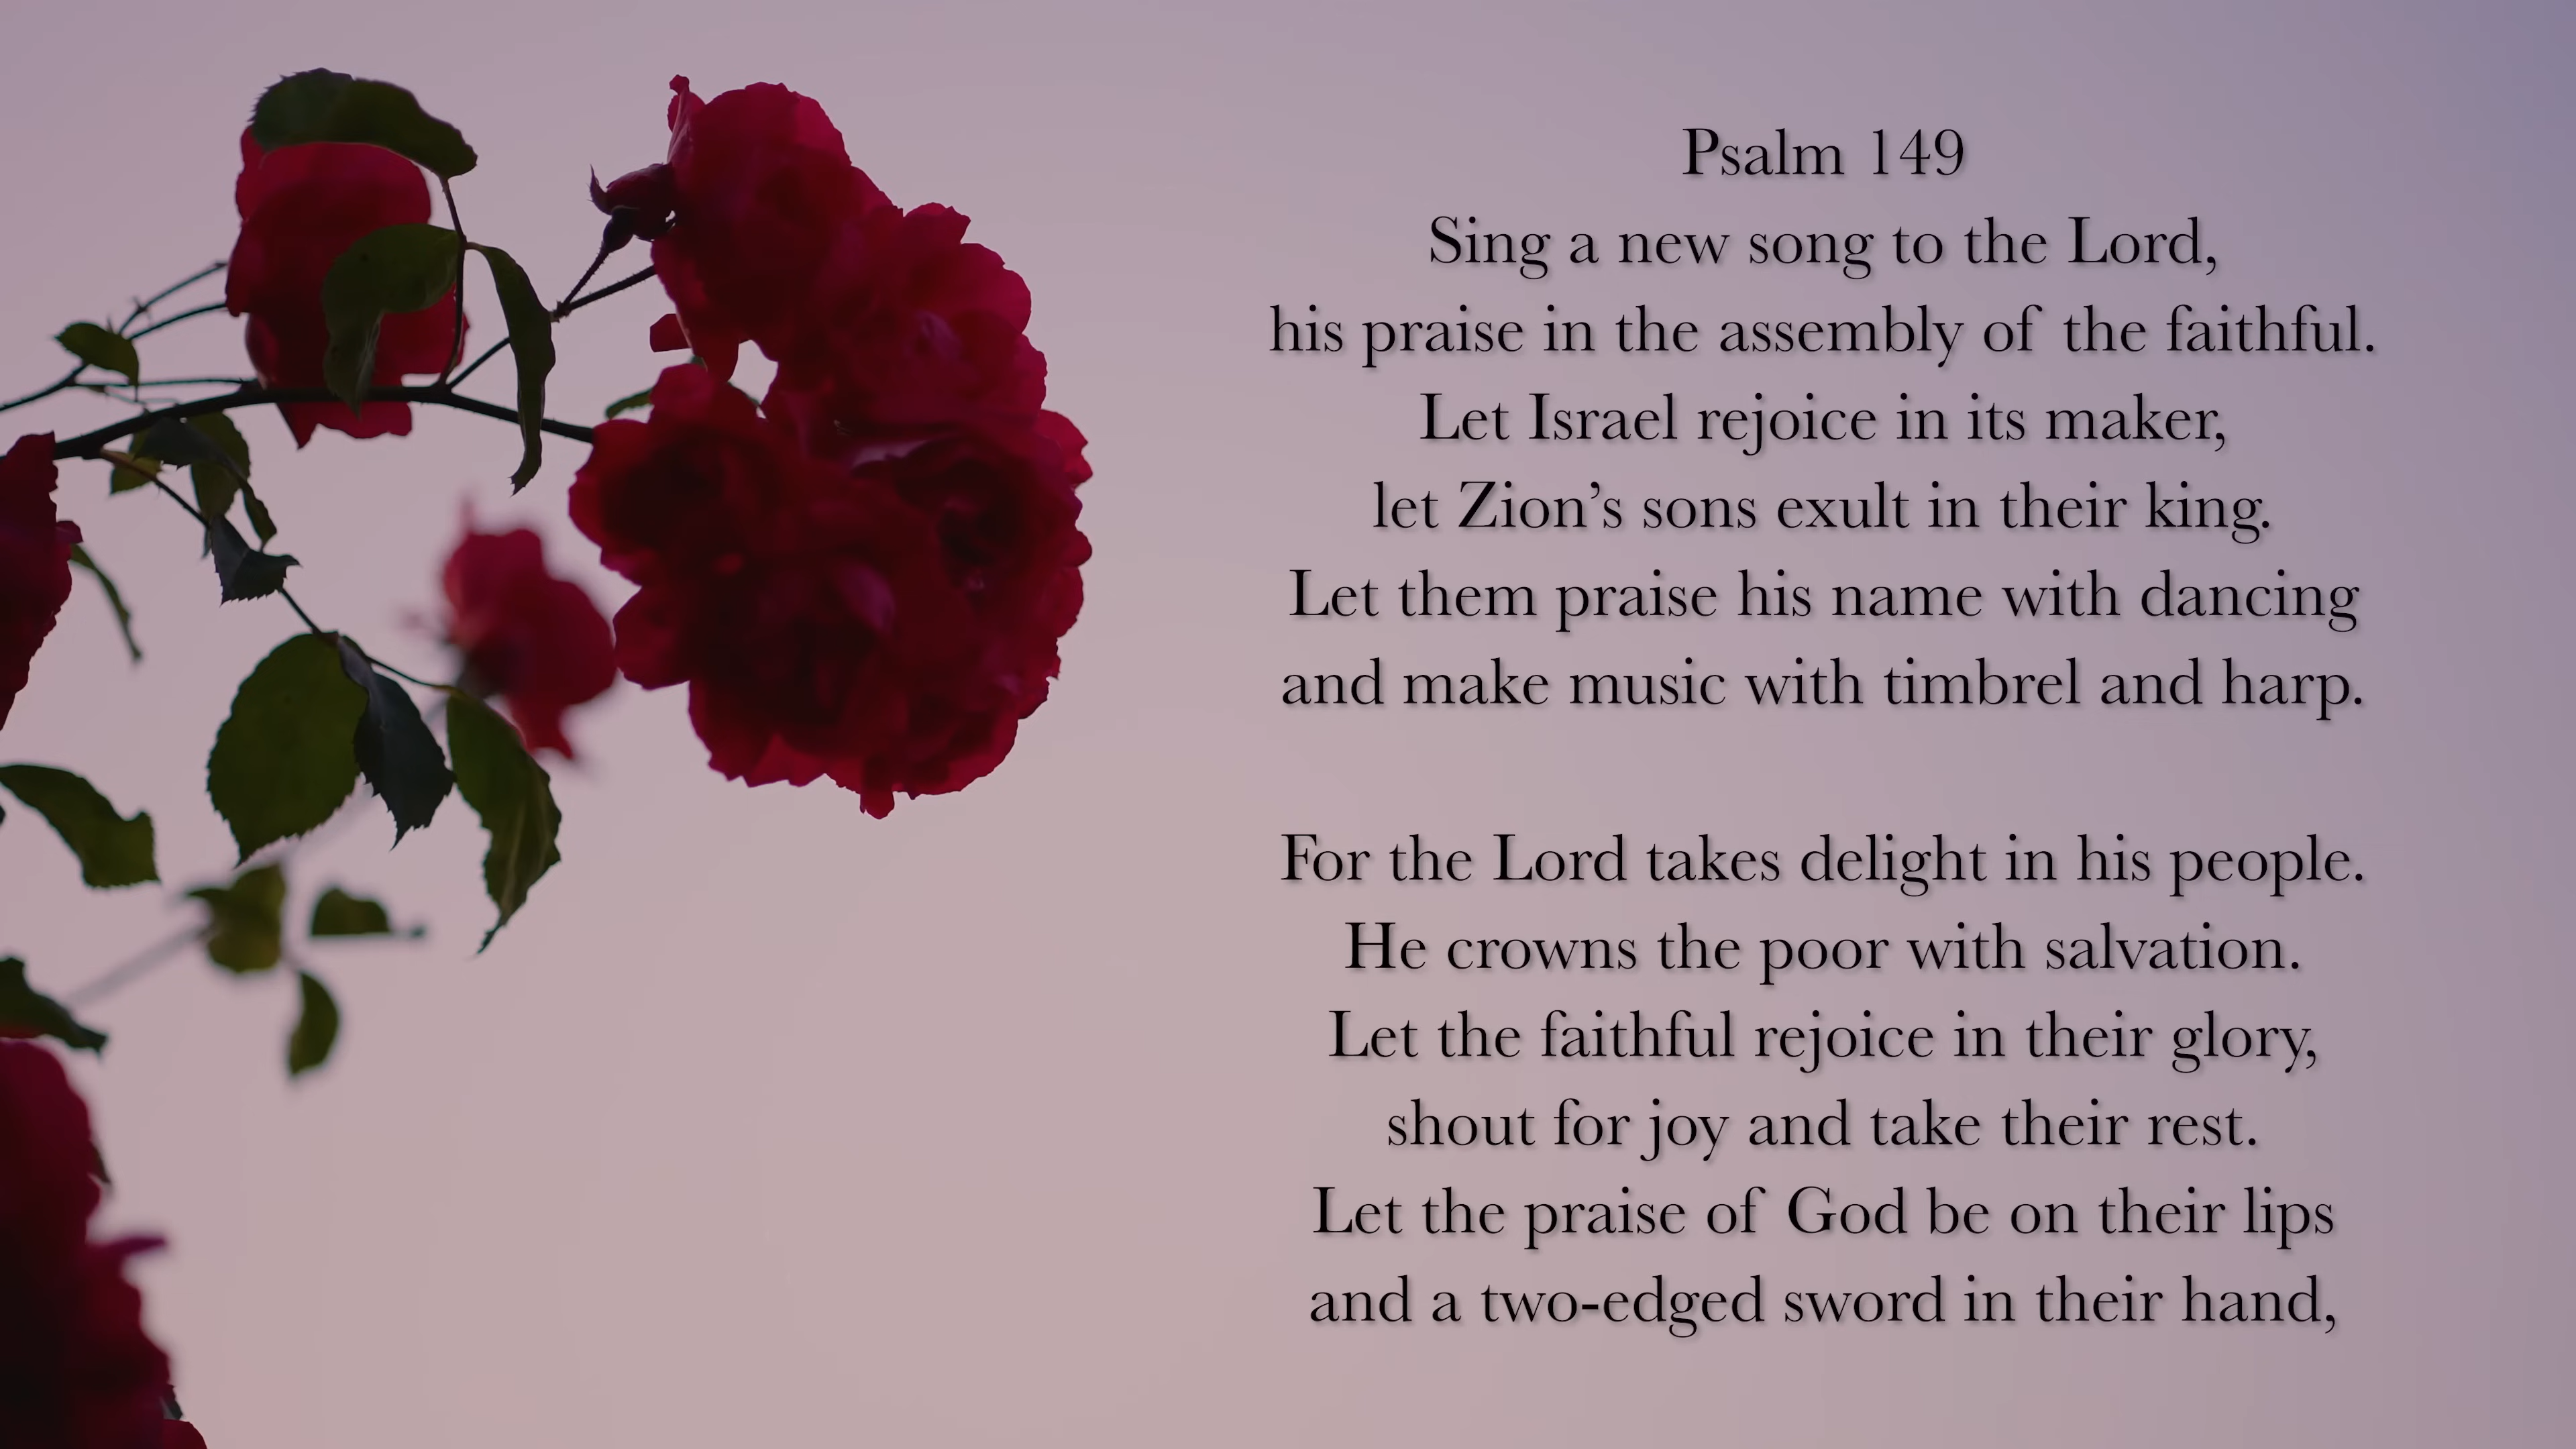 Psalm 149
Sing a new song to the Lord,
his praise in the assembly of the faithful.
Let Israel rejoice in its maker,
let Zion’s sons exult in their king.
Let them praise his name with dancing
and make music with timbrel and harp.
For the Lord takes delight in his people.
He crowns the poor with salvation.
Let the faithful rejoice in their glory,
shout for joy and take their rest.
Let the praise of God be on their lips
and a two-edged sword in their hand,